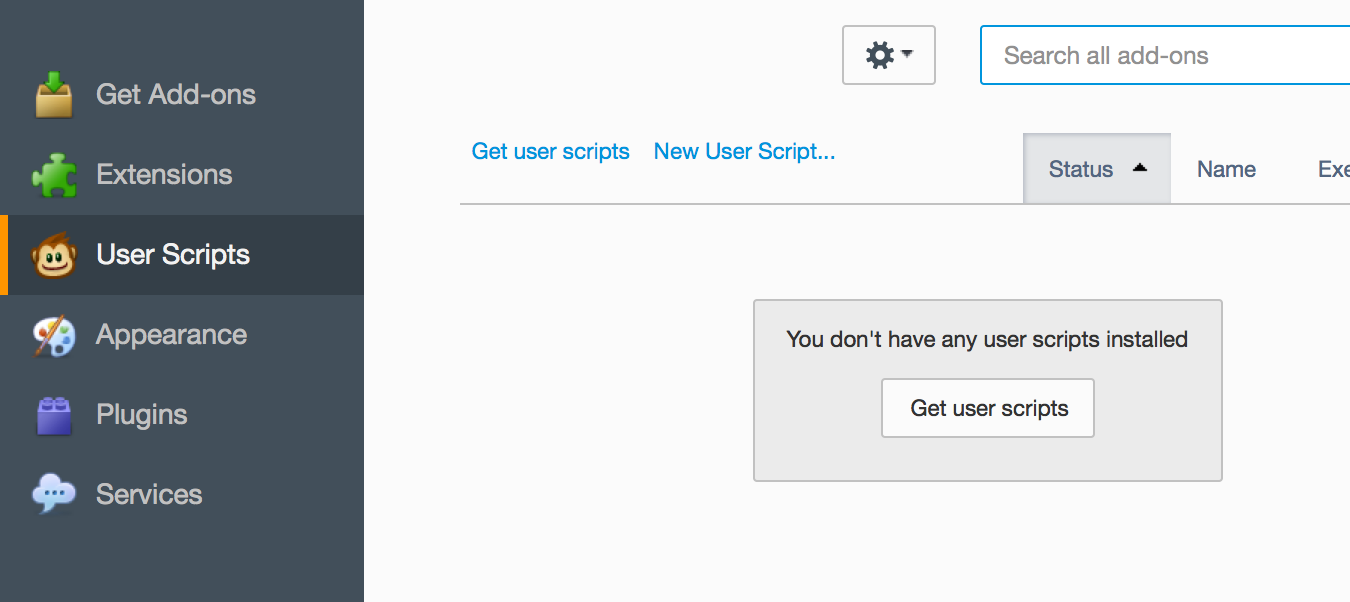 Get Add-ons
Extensions
User Scripts
Appearance
Plugins
Services
Search all add-ons
Get user scripts New User Script...
Status Name Exe
You don't have any user scripts installed
Get user scripts